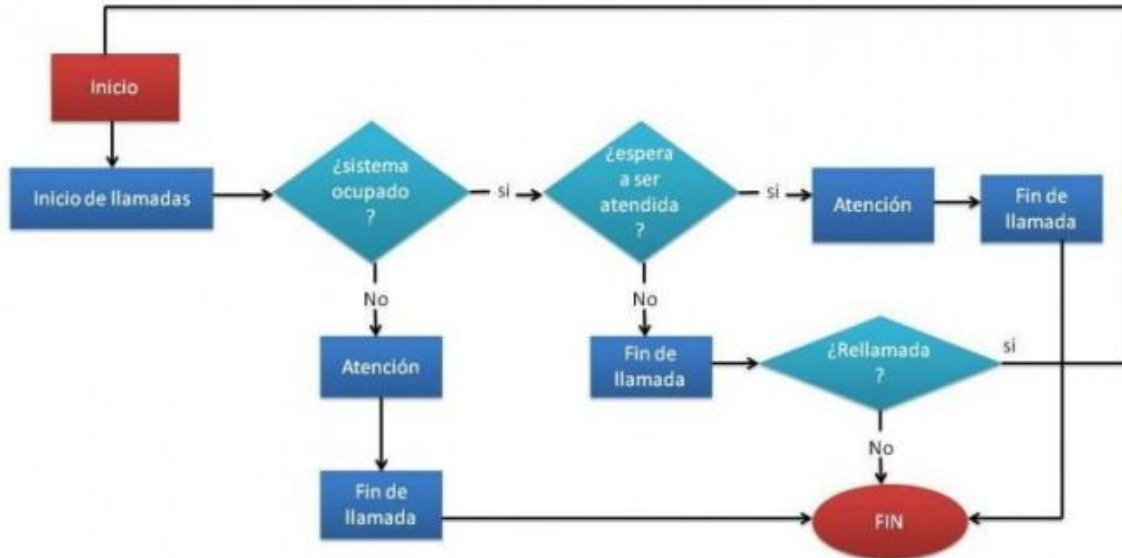 Inicio
Inicio de llamadas
¿sistema
ocupado
?
si
¿espera
a ser
atendida
?
si
Atención
Fin de
llamada
No
Atención
Fin de
llamada
No
Fin de
llamada
¿Rellamada
?
si
No
FIN